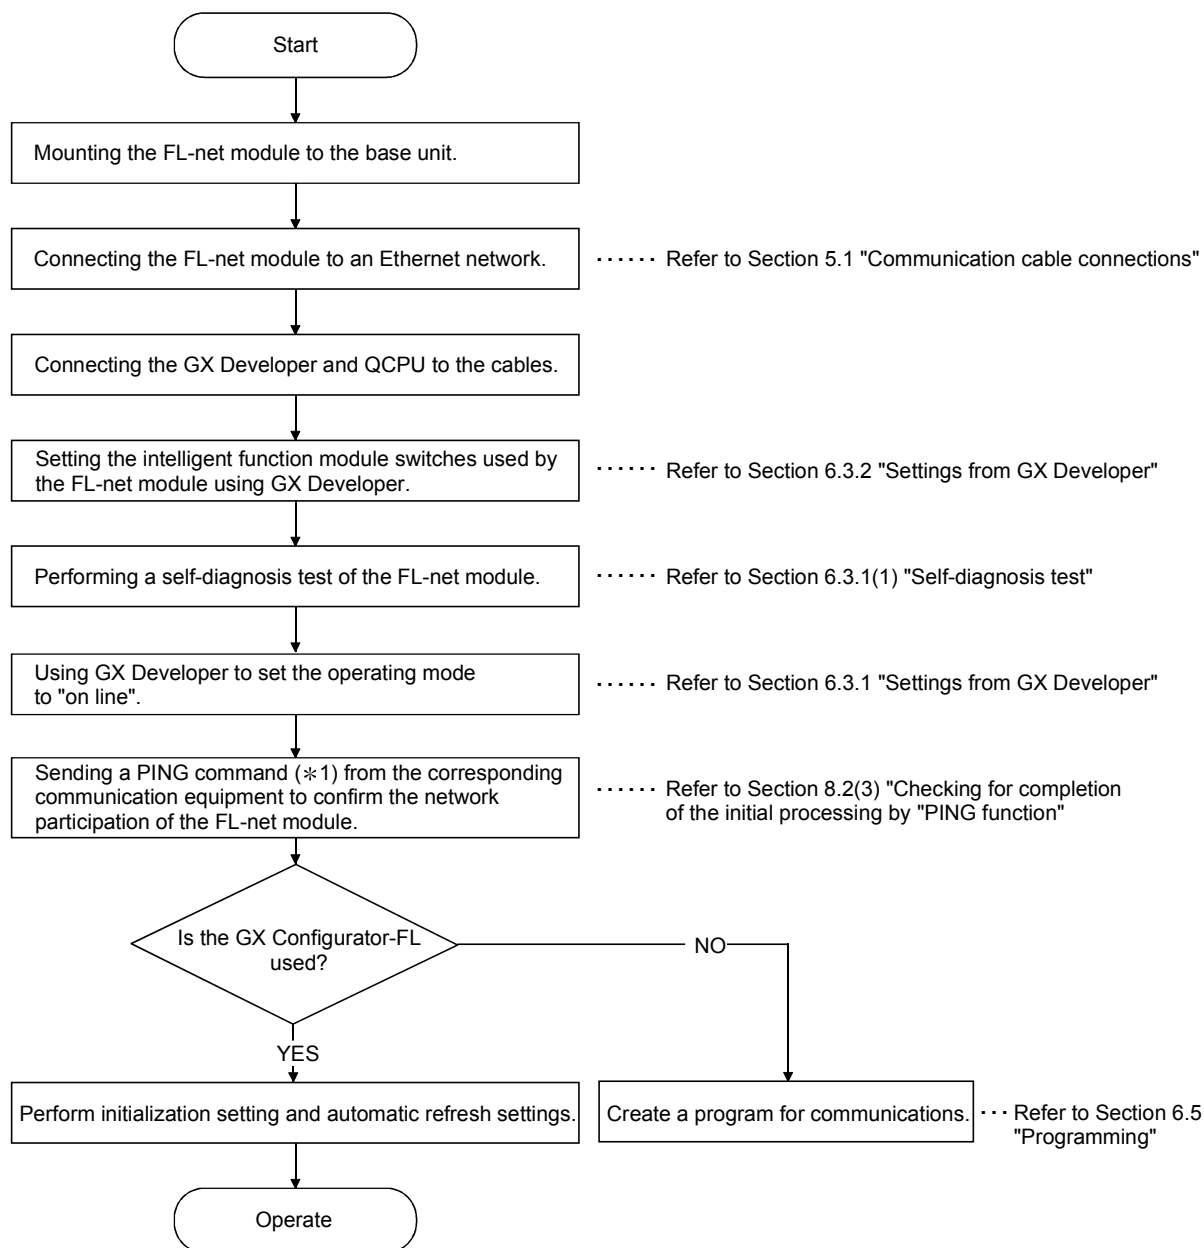 Start
Mounting the FL-net module to the base unit.
Connecting the FL-net module to an Ethernet network.
······ Refer to Section 5.1 "Communication cable connections"
Connecting the GX Developer and QCPU to the cables.
Setting the intelligent function module switches used by
the FL-net module using GX Developer.
······ Refer to Section 6.3.2 "Settings from GX Developer"
Performing a self-diagnosis test of the FL-net module.
······ Refer to Section 6.3.1(1) "Self-diagnosis test"
Using GX Developer to set the operating mode
to "on line".
······ Refer to Section 6.3.1 "Settings from GX Developer"
Sending a PING command (＊1) from the corresponding
communication equipment to confirm the network
participation of the FL-net module.
······ Refer to Section 8.2(3) "Checking for completion
of the initial processing by "PING function"
Is the GX Configurator-FL
used?
NO
YES
Perform initialization setting and automatic refresh settings.
Create a program for communications.
··· Refer to Section 6.5
"Programming"
Operate